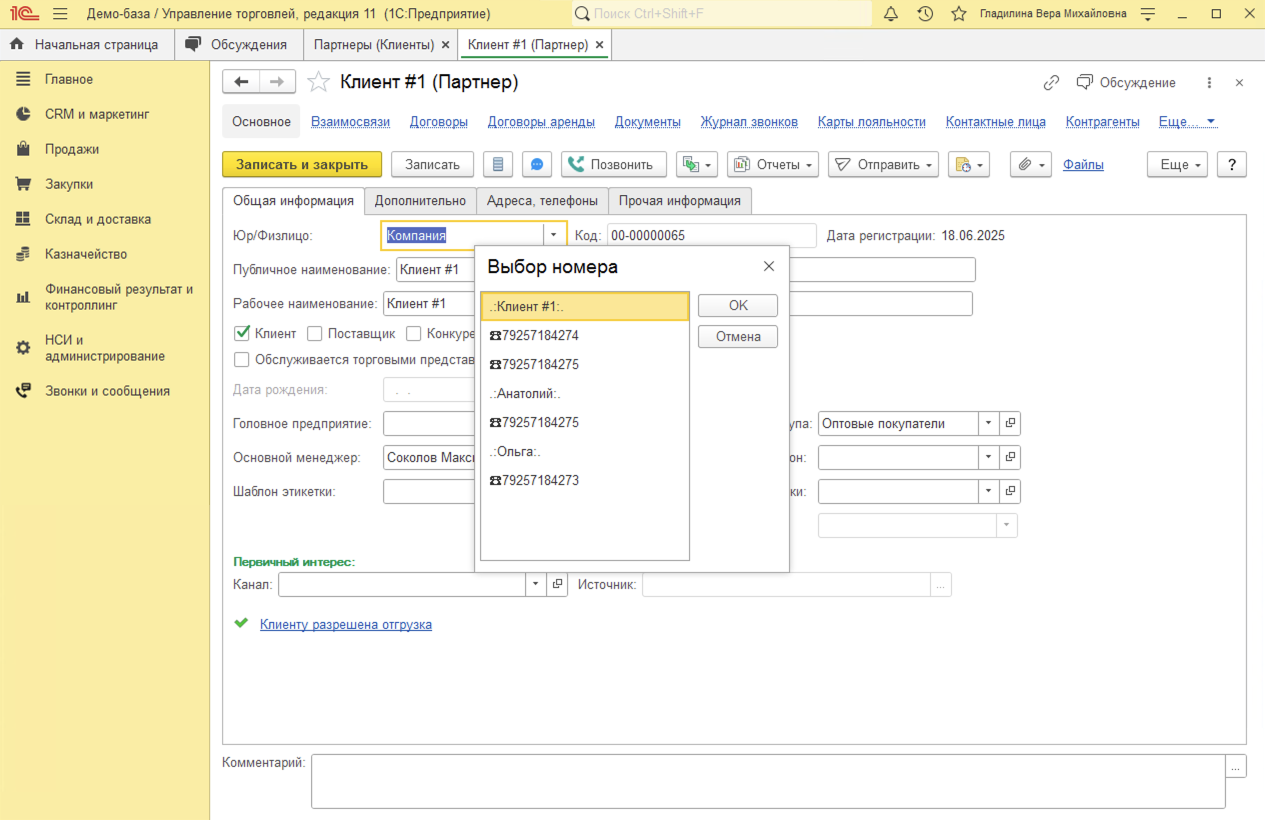 1С Демо-база / Управление торговлей, редакция 11 (1С:Предприятие) Поиск Ctrl+Shift+F Гладилина Вера Михайловна
Начальная страница Обсуждения Партнеры (Клиенты) Клиент #1 (Партнер)
Главное
CRM и маркетинг
Продажи
Закупки
Склад и доставка
Казначейство
Финансовый результат и
контроллинг
НСИ и
администрирование
Звонки и сообщения
Клиент #1 (Партнер) Обсуждение
Основное Взаимосвязи Договоры Договоры аренды Документы Журнал звонков Карты лояльности Контактные лица Контрагенты Еще...
Записать и закрыть Записать Позвонить Отчеты Отправить Файлы Еще ?
Общая информация Дополнительно Адреса, телефоны Прочая информация
Юр/Физлицо: Компания Код: 00-00000065 Дата регистрации: 18.06.2025
Публичное наименование: Клиент #1
Рабочее наименование: Клиент #1
Клиент Поставщик Конкуре
Обслуживается торговыми представ
Дата рождения: . .
Головное предприятие: упа: Оптовые покупатели
Основной менеджер: Соколов Макс он:
Шаблон этикетки: ки:
Выбор номера
.:Клиент #1:. OK
☎79257184274 Отмена
☎79257184275
.:Анатолий:.
☎79257184275
.:Ольга:.
☎79257184273
Первичный интерес:
Канал: Источник: ...
Клиенту разрешена отгрузка
Комментарий: ...